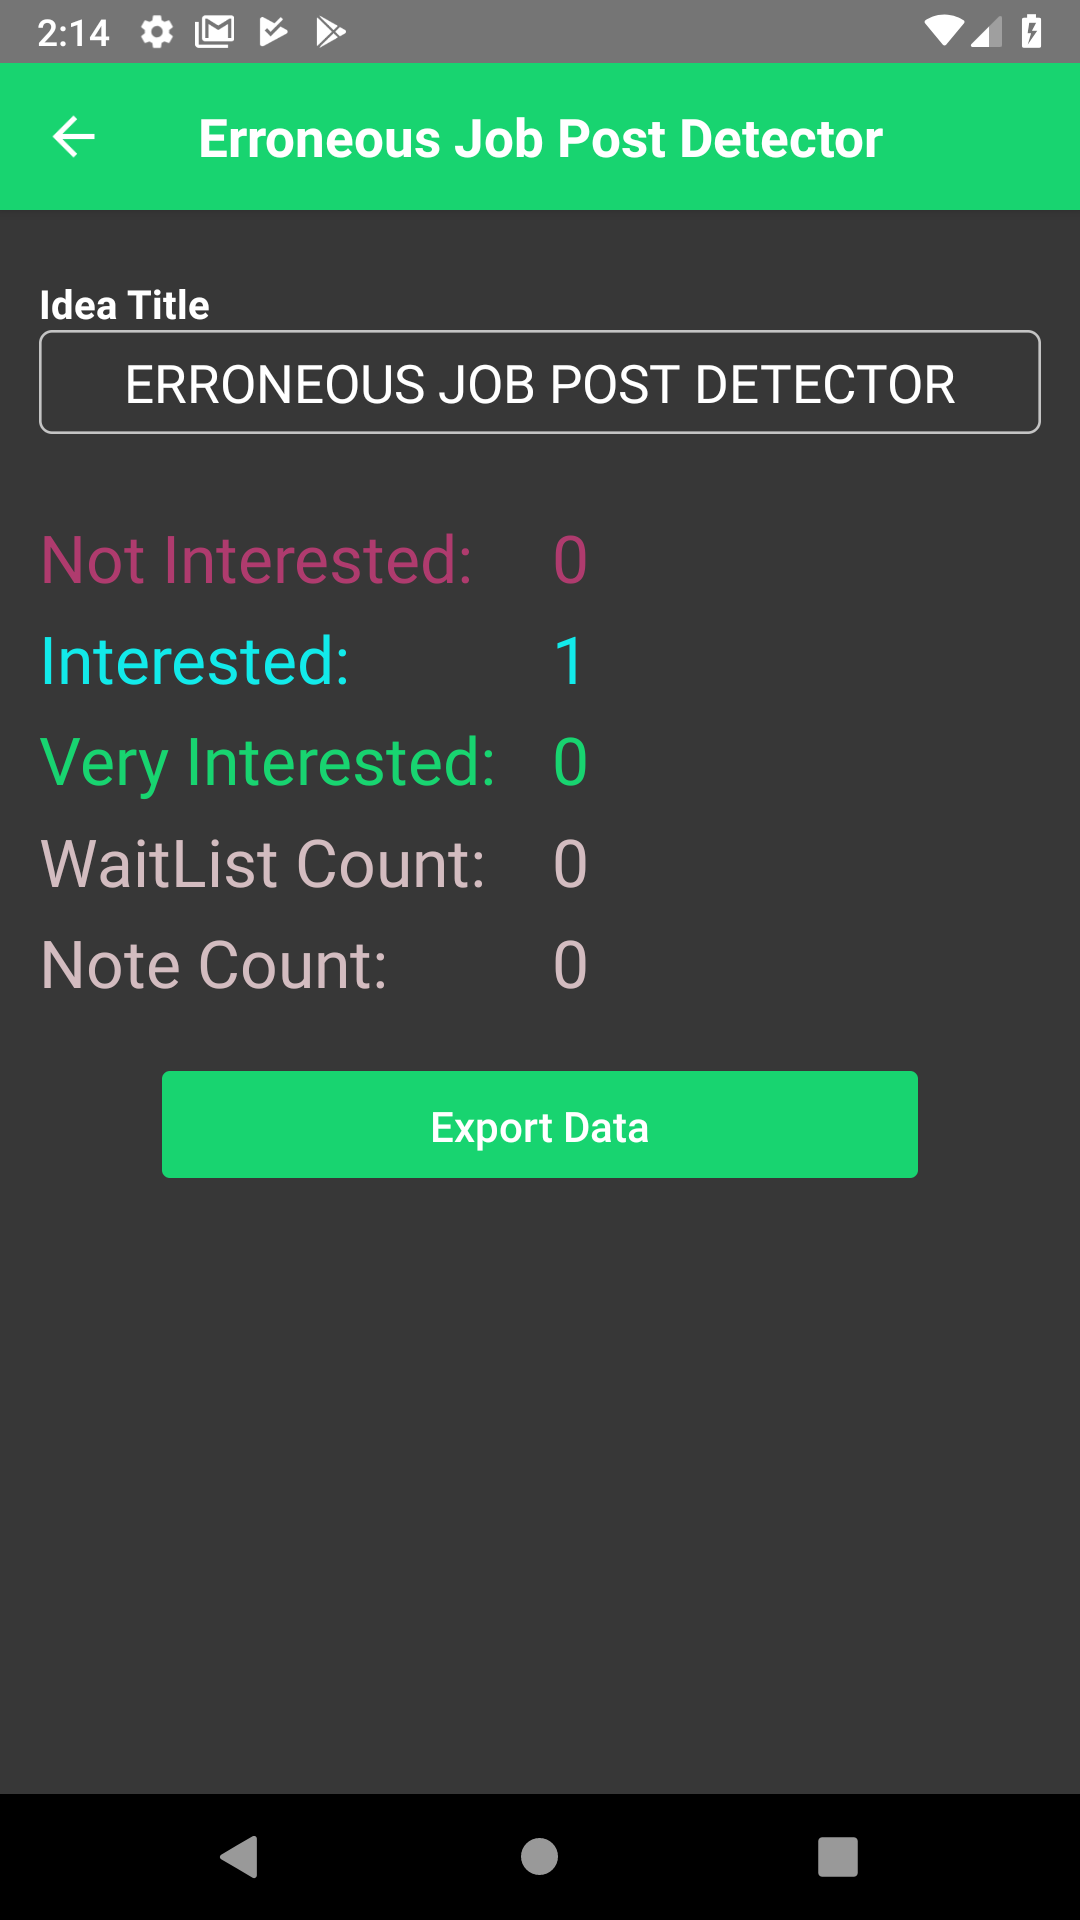 2:14
Erroneous Job Post Detector
Idea Title
ERRONEOUS JOB POST DETECTOR
Not Interested: 0
Interested: 1
Very Interested: 0
WaitList Count: 0
Note Count: 0
Export Data